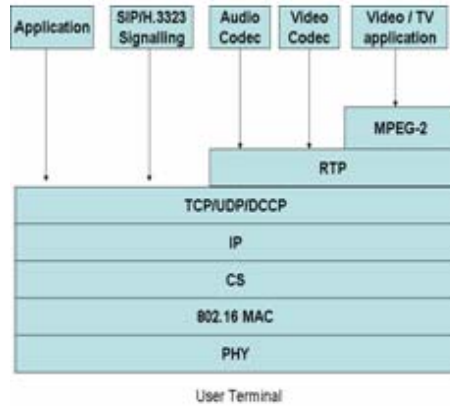 Application
SIP/H.3323
Signalling
Audio
Codec
Video
Codec
Video / TV
application
MPEG-2
RTP
TCP/UDP/DCCP
IP
CS
802.16 MAC
PHY
User Terminal